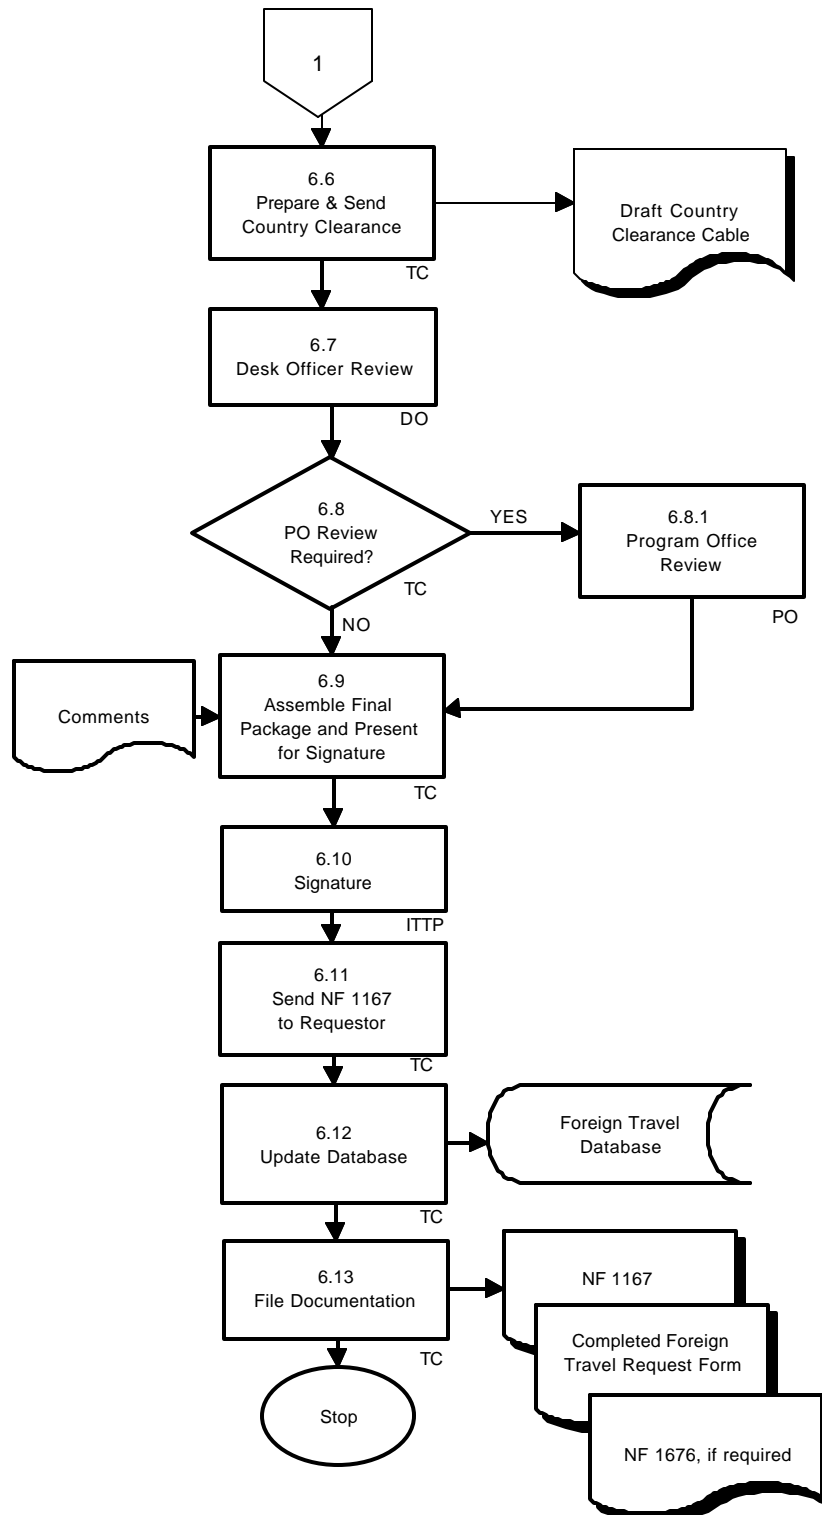 1
6.6
Prepare & Send
Country Clearance
TC
Draft Country
Clearance Cable
6.7
Desk Officer Review
DO
6.8
PO Review
Required?
TC
YES
6.8.1
Program Office
Review
PO
NO
Comments
6.9
Assemble Final
Package and Present
for Signature
TC
6.10
Signature
ITTP
6.11
Send NF 1167
to Requestor
TC
6.12
Update Database
TC
Foreign Travel
Database
6.13
File Documentation
TC
NF 1167
Completed Foreign
Travel Request Form
NF 1676, if required
Stop